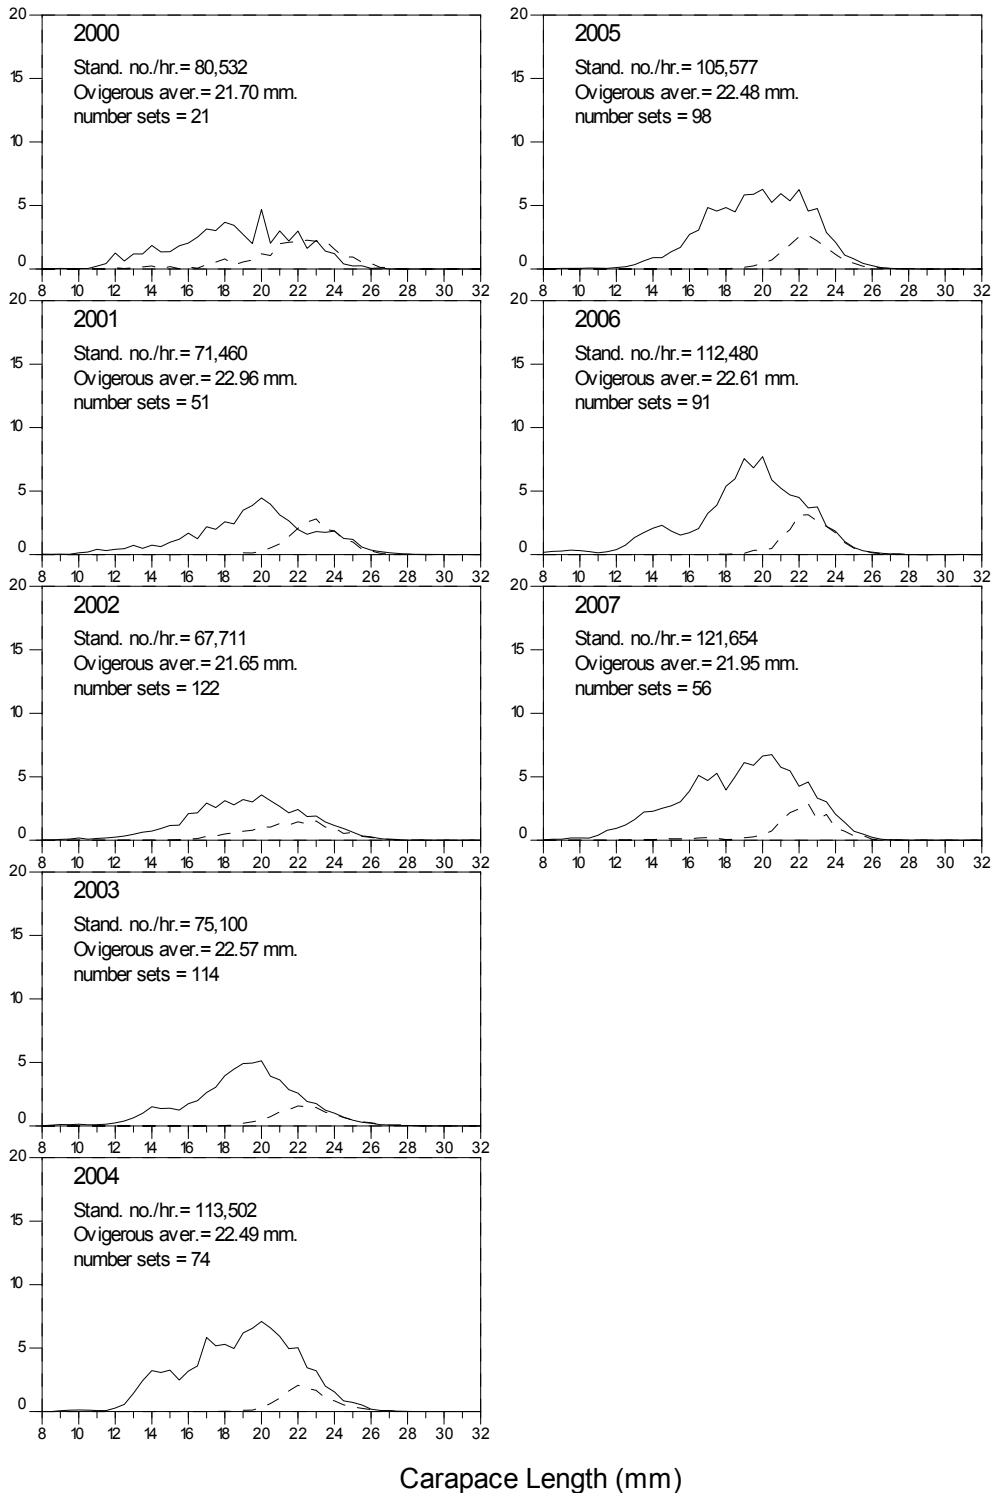 20
15
10
5
0
2000
Stand. no./hr.= 80,532
Ovigerous aver.= 21.70 mm.
number sets = 21
8 10 12 14 16 18 20 22 24 26 28 30 32
20
15
10
5
0
2001
Stand. no./hr.= 71,460
Ovigerous aver.= 22.96 mm.
number sets = 51
8 10 12 14 16 18 20 22 24 26 28 30 32
20
15
10
5
0
2002
Stand. no./hr.= 67,711
Ovigerous aver.= 21.65 mm.
number sets = 122
8 10 12 14 16 18 20 22 24 26 28 30 32
20
15
10
5
0
2003
Stand. no./hr.= 75,100
Ovigerous aver.= 22.57 mm.
number sets = 114
8 10 12 14 16 18 20 22 24 26 28 30 32
20
15
10
5
0
2004
Stand. no./hr.= 113,502
Ovigerous aver.= 22.49 mm.
number sets = 74
8 10 12 14 16 18 20 22 24 26 28 30 32
20
15
10
5
0
2005
Stand. no./hr.= 105,577
Ovigerous aver.= 22.48 mm.
number sets = 98
8 10 12 14 16 18 20 22 24 26 28 30 32
20
15
10
5
0
2006
Stand. no./hr.= 112,480
Ovigerous aver.= 22.61 mm.
number sets = 91
8 10 12 14 16 18 20 22 24 26 28 30 32
20
15
10
5
0
2007
Stand. no./hr.= 121,654
Ovigerous aver.= 21.95 mm.
number sets = 56
8 10 12 14 16 18 20 22 24 26 28 30 32
Carapace Length (mm)